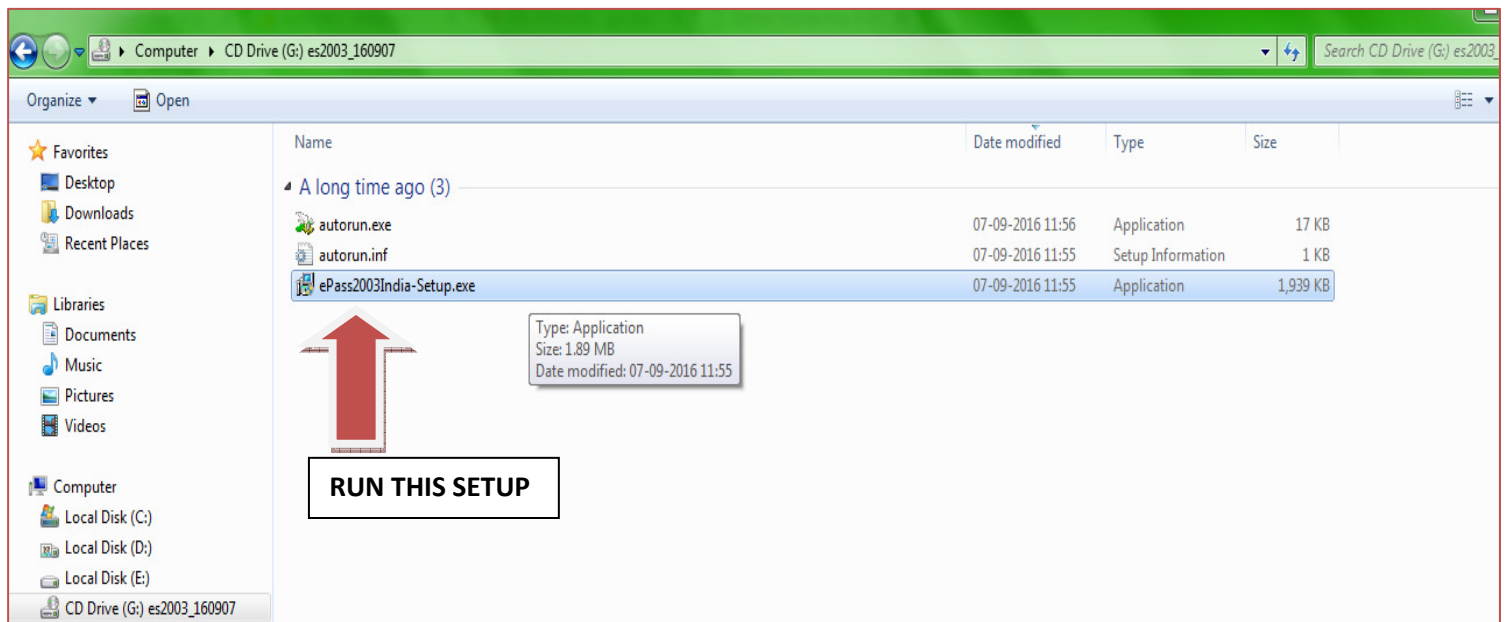 Computer ▸ CD Drive (G:) es2003_160907
Search CD Drive (G:) es2003_
Organize ▾ Open
Favorites
Desktop
Downloads
Recent Places
Libraries
Documents
Music
Pictures
Videos
Computer
Local Disk (C:)
Local Disk (D:)
Local Disk (E:)
CD Drive (G:) es2003_160907
Name Date modified Type Size
A long time ago (3)
autorun.exe 07-09-2016 11:56 Application 17 KB
autorun.inf 07-09-2016 11:55 Setup Information 1 KB
ePass2003India-Setup.exe 07-09-2016 11:55 Application 1,939 KB
Type: Application
Size: 1.89 MB
Date modified: 07-09-2016 11:55
RUN THIS SETUP